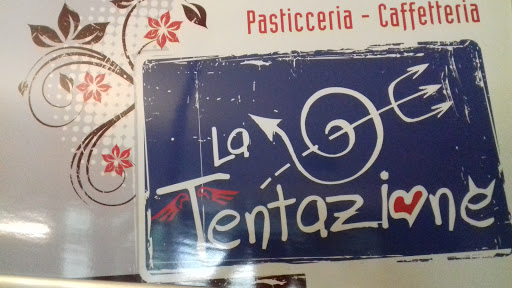 Pasticceria - Caffetteria
La
Tentazione